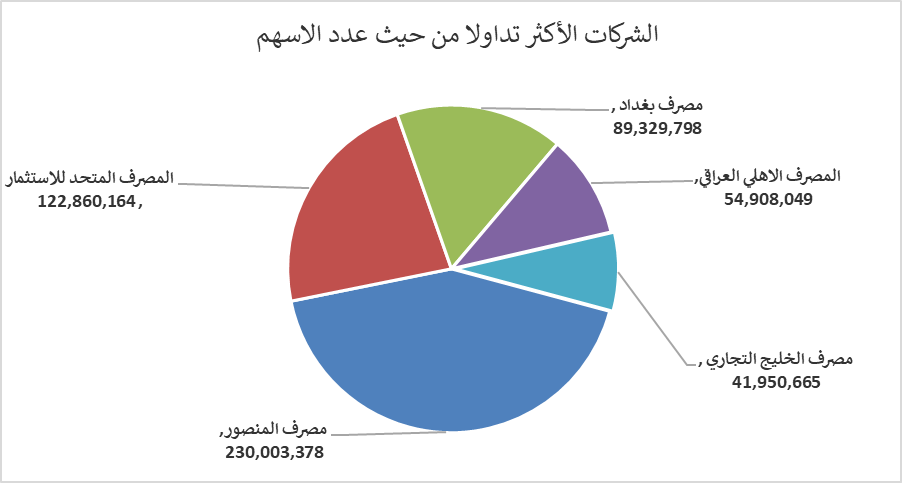 الشركات الأكثر تداولا من حيث عدد الاسهم
مصرف بغداد ,
89,329,798
المصرف الاهلي العراقي,
54,908,049
المصرف المتحد للاستثمار
122,860,164 ,
مصرف الخليج التجاري ,
41,950,665
مصرف المنصور,
230,003,378